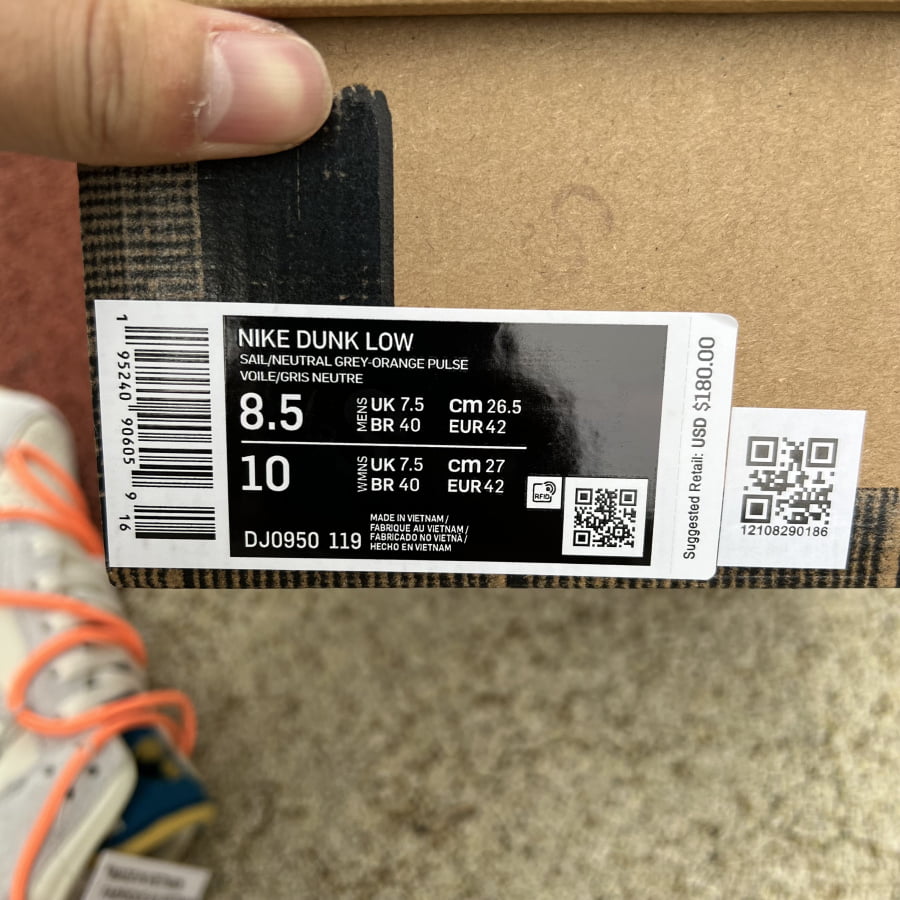 NIKE DUNK LOW
SAIL/NEUTRAL GREY-ORANGE PULSE
VOILE/GRIS NEUTRE
8.5 MENS UK 7.5 cm 26.5
BR 40 EUR 42
10 WMNS UK 7.5 cm 27
BR 40 EUR 42
DJ0950 119
MADE IN VIETNAM /
FABRIQUE AU VIETNAM /
FABRICADO NO VIETNÃ /
HECHO EN VIETNAM
RFID
1 95240 90605 9 16
Suggested Retail: USD $180.00
12108290186